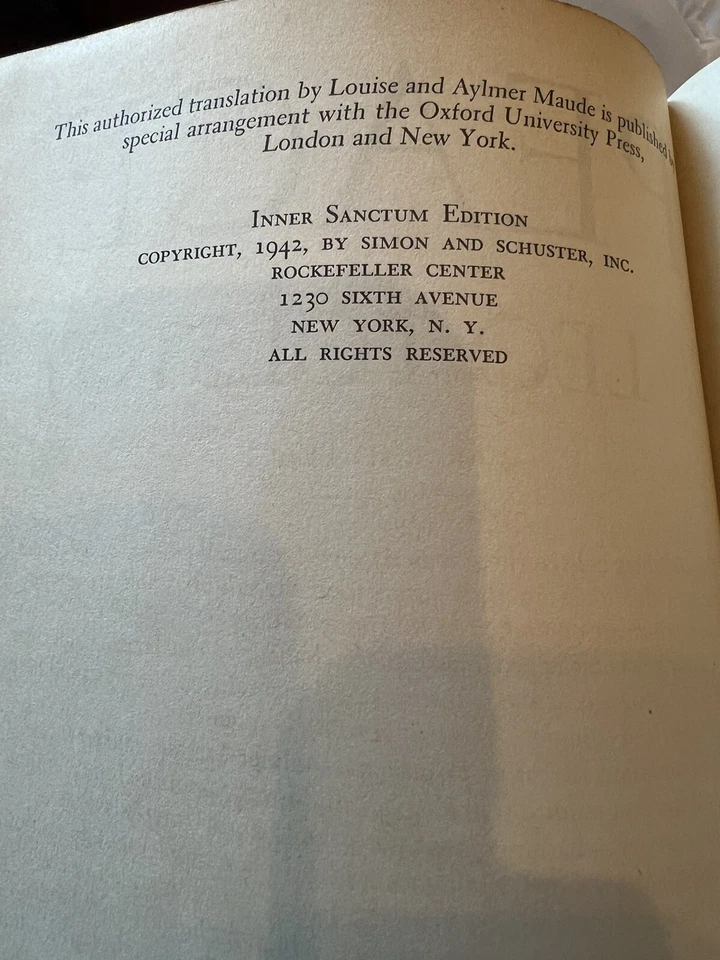 This authorized translation by Louise and Aylmer Maude is published by
special arrangement with the Oxford University Press,
London and New York.
INNER SANCTUM EDITION
COPYRIGHT, 1942, BY SIMON AND SCHUSTER, INC.
ROCKEFELLER CENTER
1230 SIXTH AVENUE
NEW YORK, N. Y.
ALL RIGHTS RESERVED